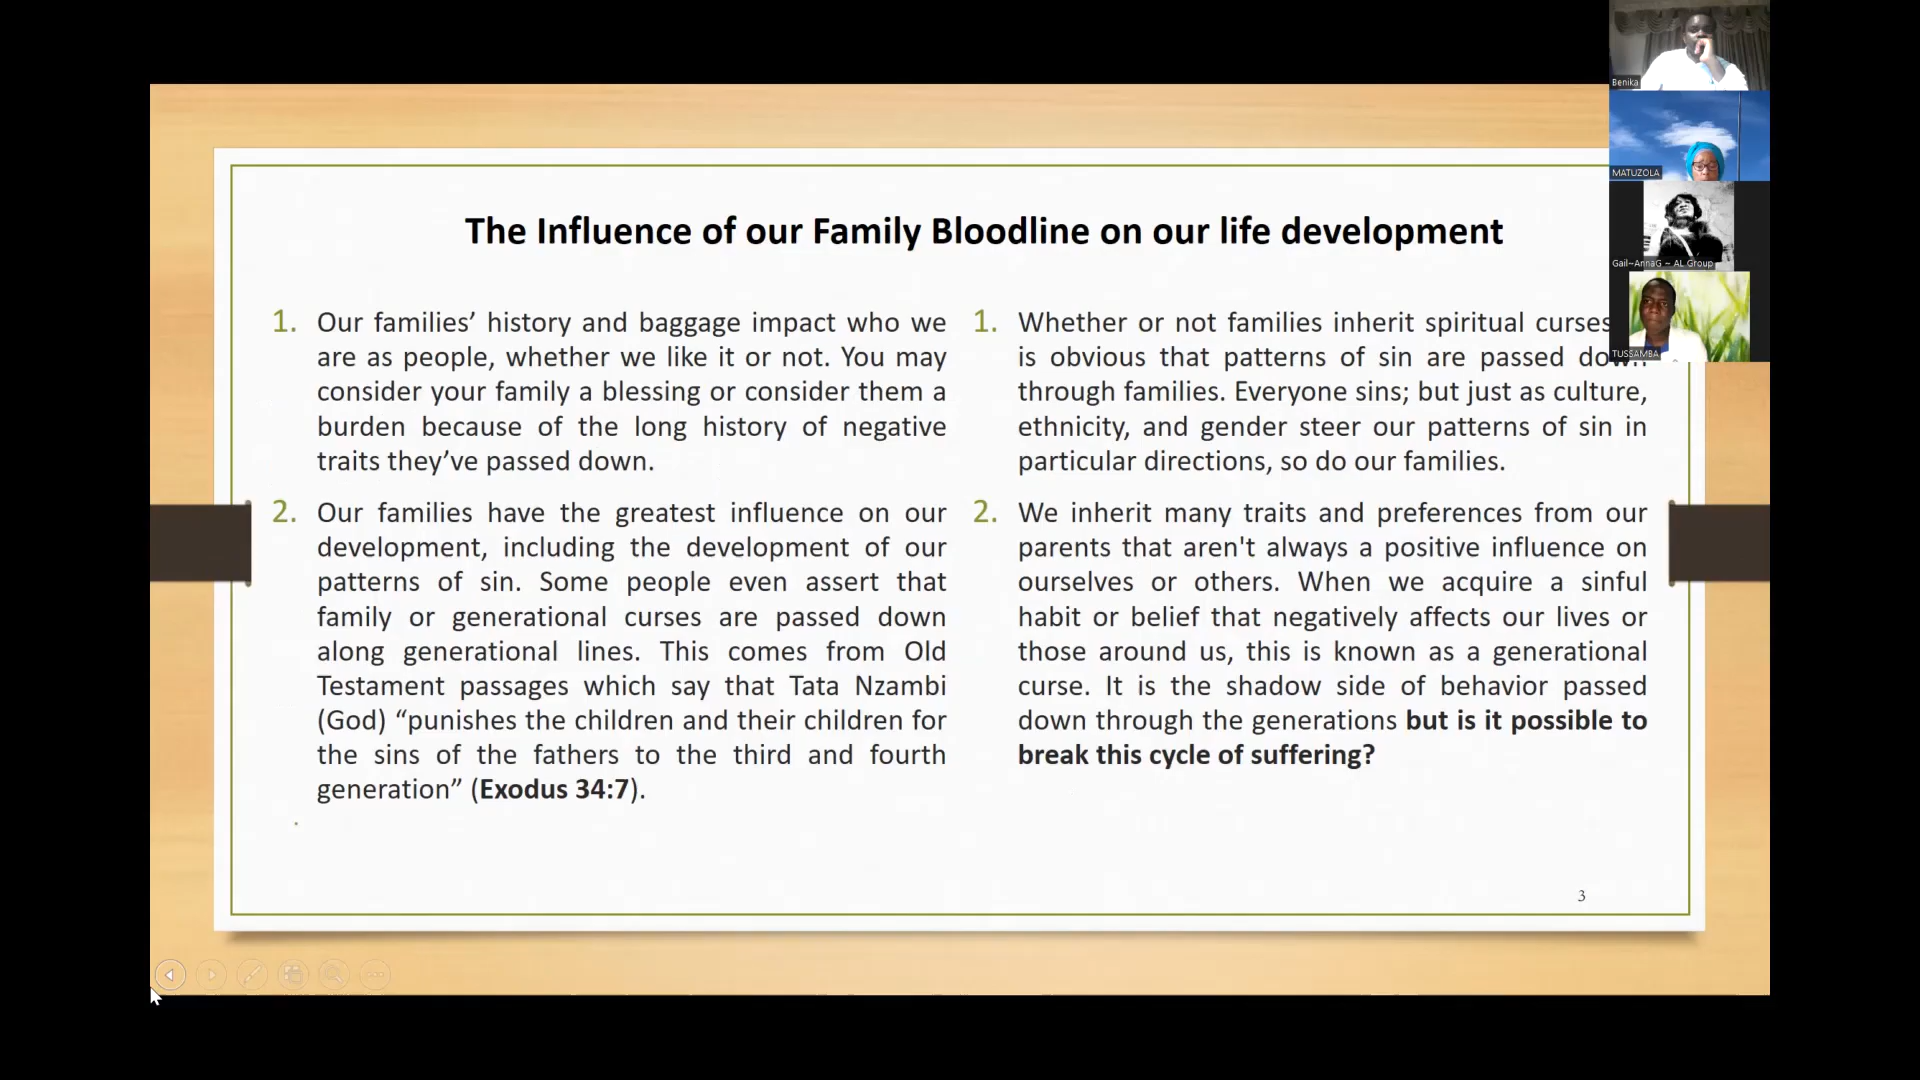 The Influence of our Family Bloodline on our life development
1. Our families’ history and baggage impact who we
are as people, whether we like it or not. You may
consider your family a blessing or consider them a
burden because of the long history of negative
traits they’ve passed down.
2. Our families have the greatest influence on our
development, including the development of our
patterns of sin. Some people even assert that
family or generational curses are passed down
along generational lines. This comes from Old
Testament passages which say that Tata Nzambi
(God) “punishes the children and their children for
the sins of the fathers to the third and fourth
generation” (Exodus 34:7).
1. Whether or not families inherit spiritual curses
is obvious that patterns of sin are passed down
through families. Everyone sins; but just as culture,
ethnicity, and gender steer our patterns of sin in
particular directions, so do our families.
2. We inherit many traits and preferences from our
parents that aren't always a positive influence on
ourselves or others. When we acquire a sinful
habit or belief that negatively affects our lives or
those around us, this is known as a generational
curse. It is the shadow side of behavior passed
down through the generations but is it possible to
break this cycle of suffering?
3
Benika
MATUZOLA
Gail~AnnaG ~ AL Group
TUSSAMBA